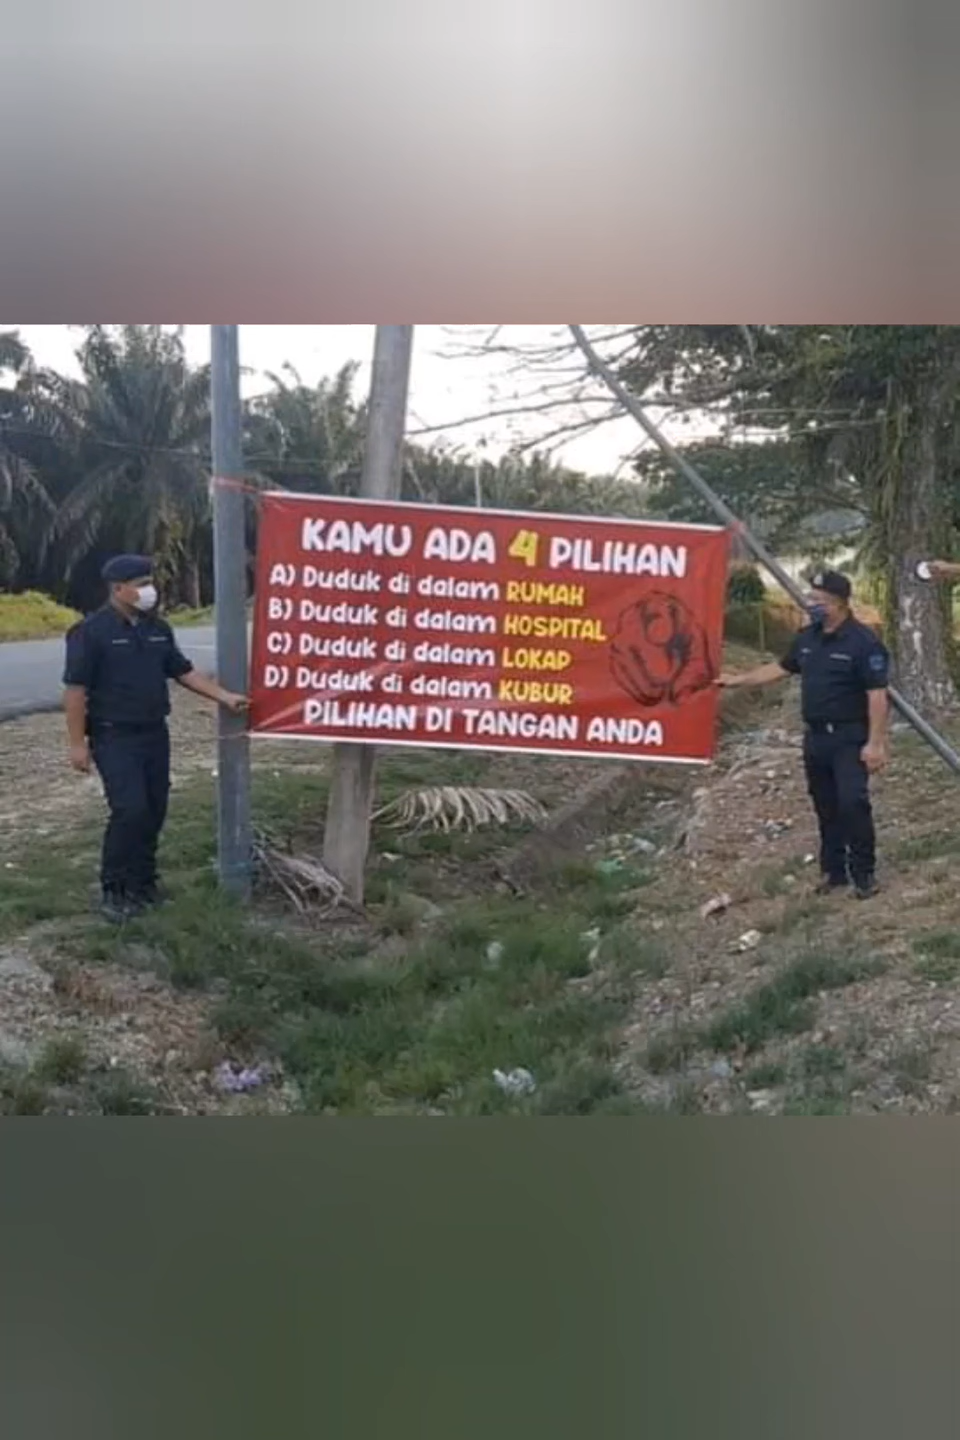 KAMU ADA 4 PILIHAN
A) Duduk di dalam RUMAH
B) Duduk di dalam HOSPITAL
C) Duduk di dalam LOKAP
D) Duduk di dalam KUBUR
PILIHAN DI TANGAN ANDA